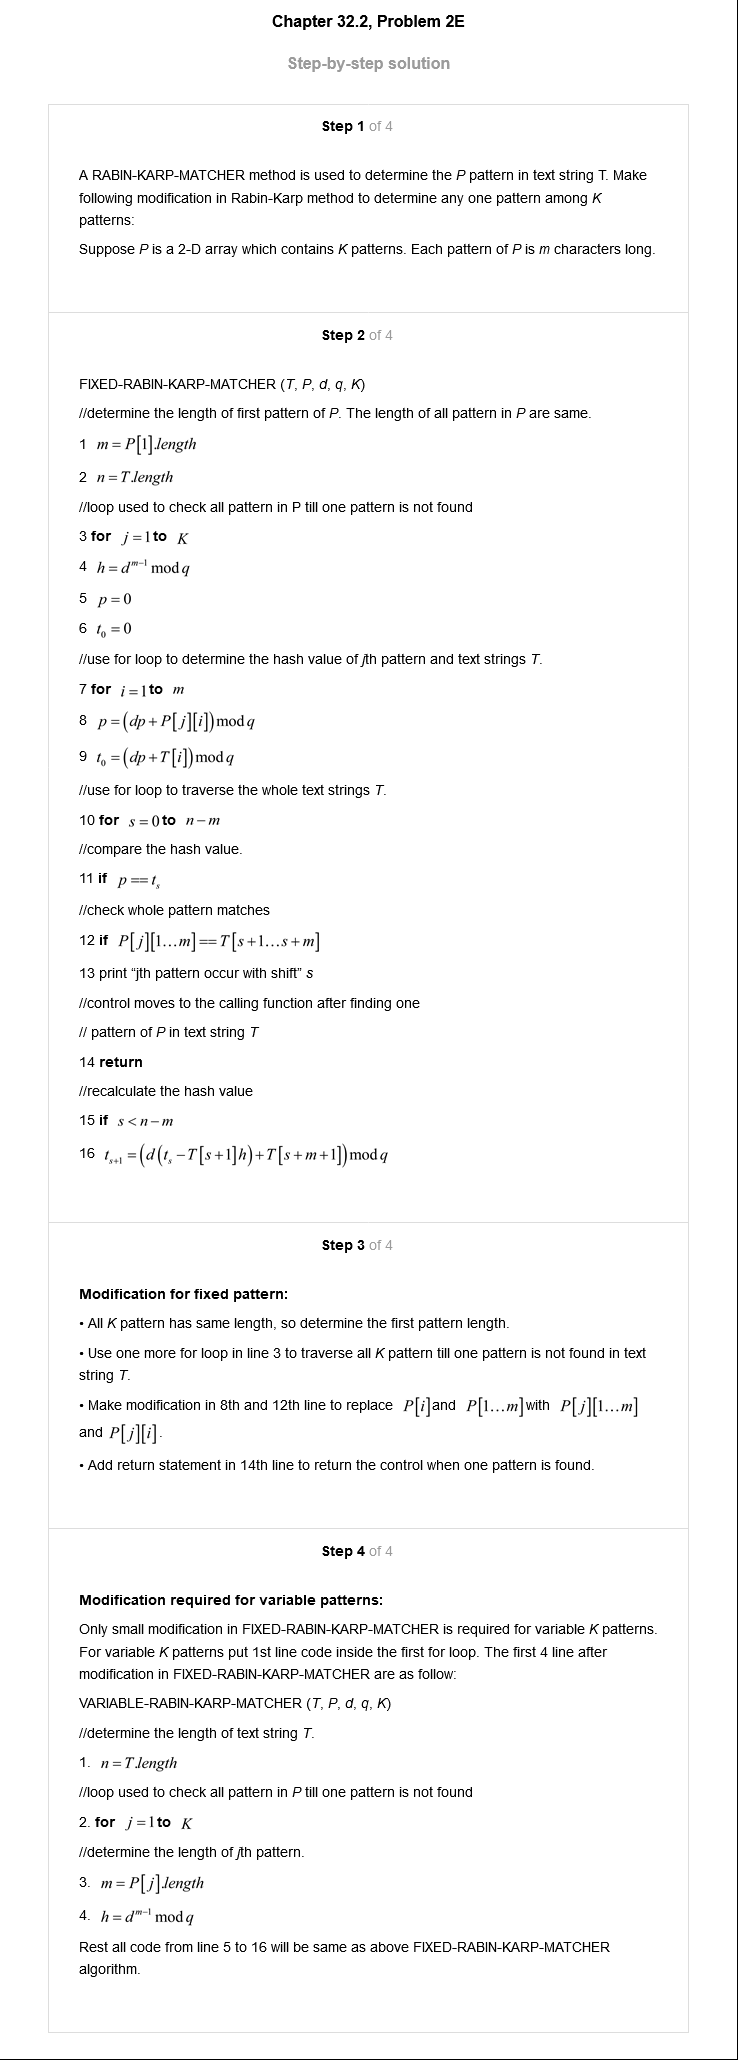 Chapter 32.2, Problem 2E
Step-by-step solution
Step 1 of 4
A RABIN-KARP-MATCHER method is used to determine the P pattern in text string T. Make
following modification in Rabin-Karp method to determine any one pattern among K
patterns:
Suppose P is a 2-D array which contains K patterns. Each pattern of P is m characters long.
Step 2 of 4
FIXED-RABIN-KARP-MATCHER (T, P, d, q, K)
//determine the length of first pattern of P. The length of all pattern in P are same.
1 m = P[1].length
2 n = T.length
//loop used to check all pattern in P till one pattern is not found
3 for j = 1 to K
4 h = d^{m-1} mod q
5 p = 0
6 t_0 = 0
//use for loop to determine the hash value of jth pattern and text strings T.
7 for i = 1 to m
8 p = (dp + P[j][i]) mod q
9 t_0 = (dp + T[i]) mod q
//use for loop to traverse the whole text strings T.
10 for s = 0 to n − m
//compare the hash value.
11 if p == t_s
//check whole pattern matches
12 if P[j][1...m] == T[s+1...s+m]
13 print “jth pattern occur with shift” s
//control moves to the calling function after finding one
// pattern of P in text string T
14 return
//recalculate the hash value
15 if s < n − m
16 t_{s+1} = (d(t_s − T[s+1]h) + T[s+m+1]) mod q
Step 3 of 4
Modification for fixed pattern:
• All K pattern has same length, so determine the first pattern length.
• Use one more for loop in line 3 to traverse all K pattern till one pattern is not found in text
string T.
• Make modification in 8th and 12th line to replace P[i] and P[1...m] with P[j][1...m]
and P[j][i].
• Add return statement in 14th line to return the control when one pattern is found.
Step 4 of 4
Modification required for variable patterns:
Only small modification in FIXED-RABIN-KARP-MATCHER is required for variable K patterns.
For variable K patterns put 1st line code inside the first for loop. The first 4 line after
modification in FIXED-RABIN-KARP-MATCHER are as follow:
VARIABLE-RABIN-KARP-MATCHER (T, P, d, q, K)
//determine the length of text string T.
1. n = T.length
//loop used to check all pattern in P till one pattern is not found
2. for j = 1 to K
//determine the length of jth pattern.
3. m = P[j].length
4. h = d^{m-1} mod q
Rest all code from line 5 to 16 will be same as above FIXED-RABIN-KARP-MATCHER
algorithm.